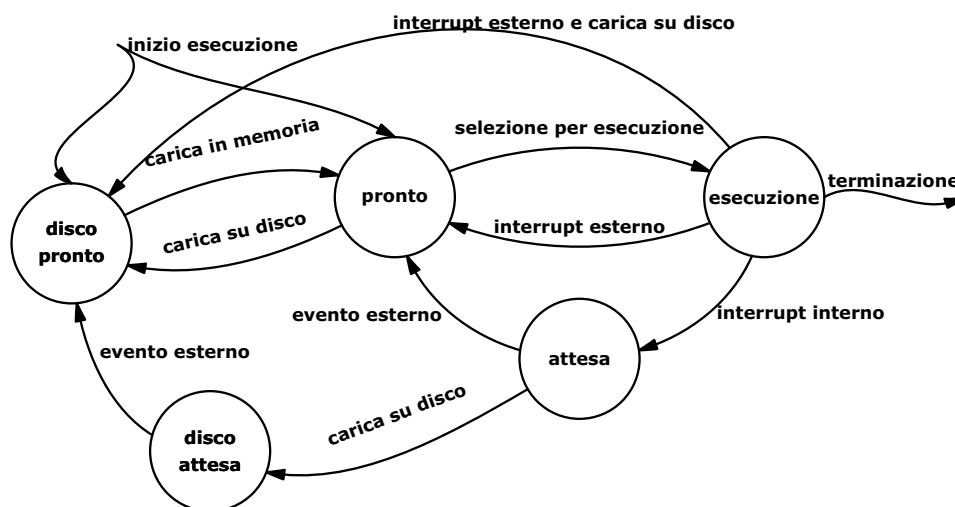 interrupt esterno e carica su disco
inizio esecuzione
carica in memoria
selezione per esecuzione
pronto
esecuzione
terminazione
disco
pronto
carica su disco
interrupt esterno
evento esterno
interrupt interno
evento esterno
attesa
carica su disco
disco
attesa